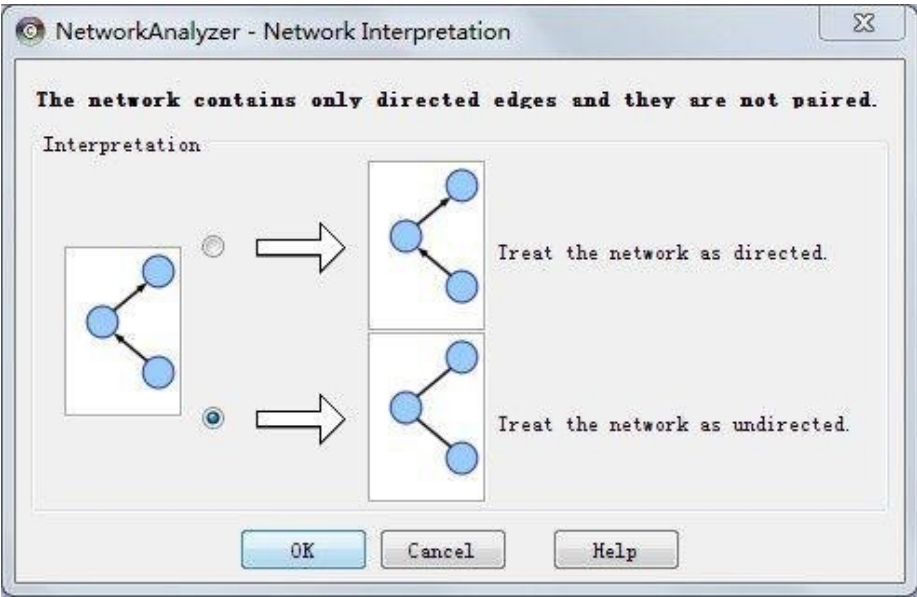 NetworkAnalyzer - Network Interpretation
The network contains only directed edges and they are not paired.
Interpretation
Treat the network as directed.
Treat the network as undirected.
OK
Cancel
Help